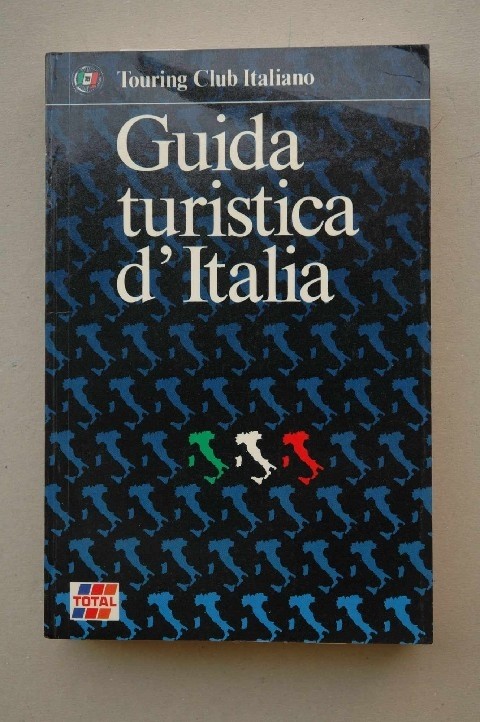 Touring Club Italiano
Guida
turistica
d'Italia
TOTAL